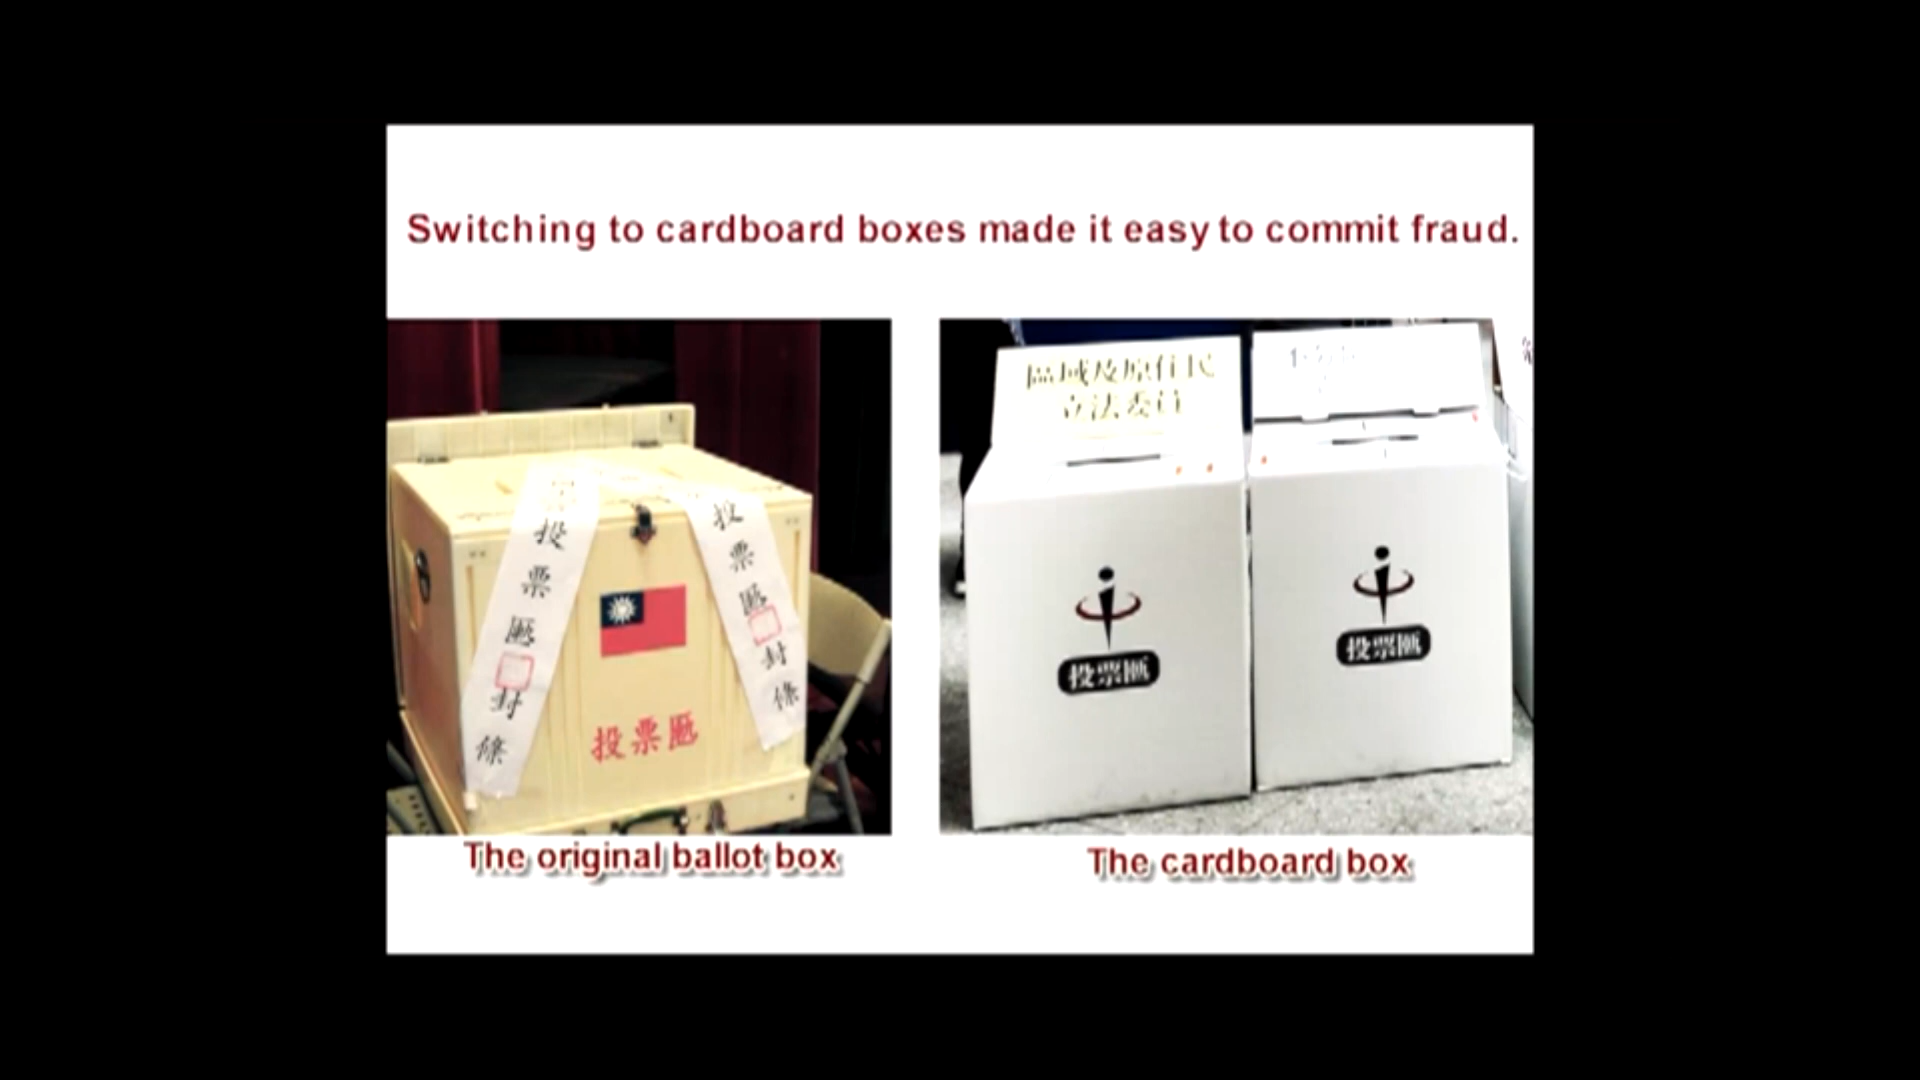 Switching to cardboard boxes made it easy to commit fraud.
投票匭封條
投票匭封條
投票匭
The original ballot box
區域及原住民
立法委員
投票匭
投票匭
The cardboard box